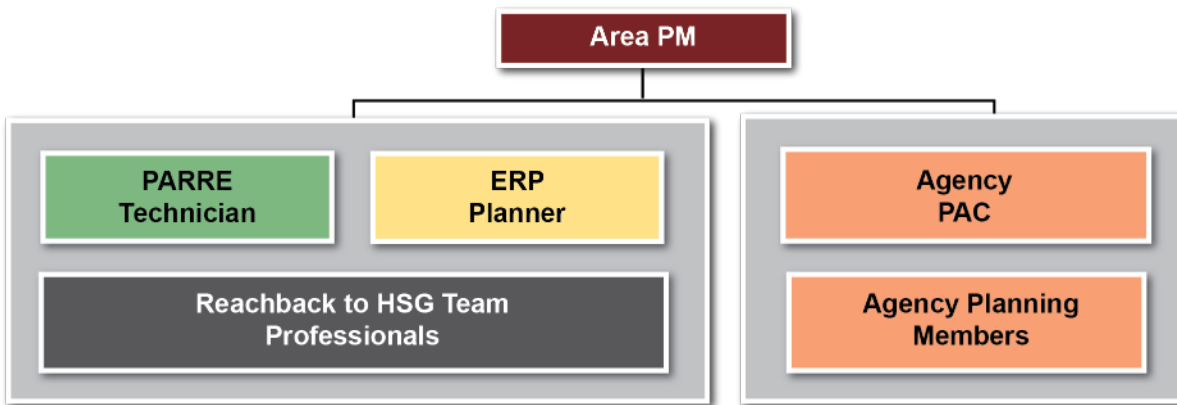 Area PM
PARRE
Technician
ERP
Planner
Reachback to HSG Team
Professionals
Agency
PAC
Agency Planning
Members